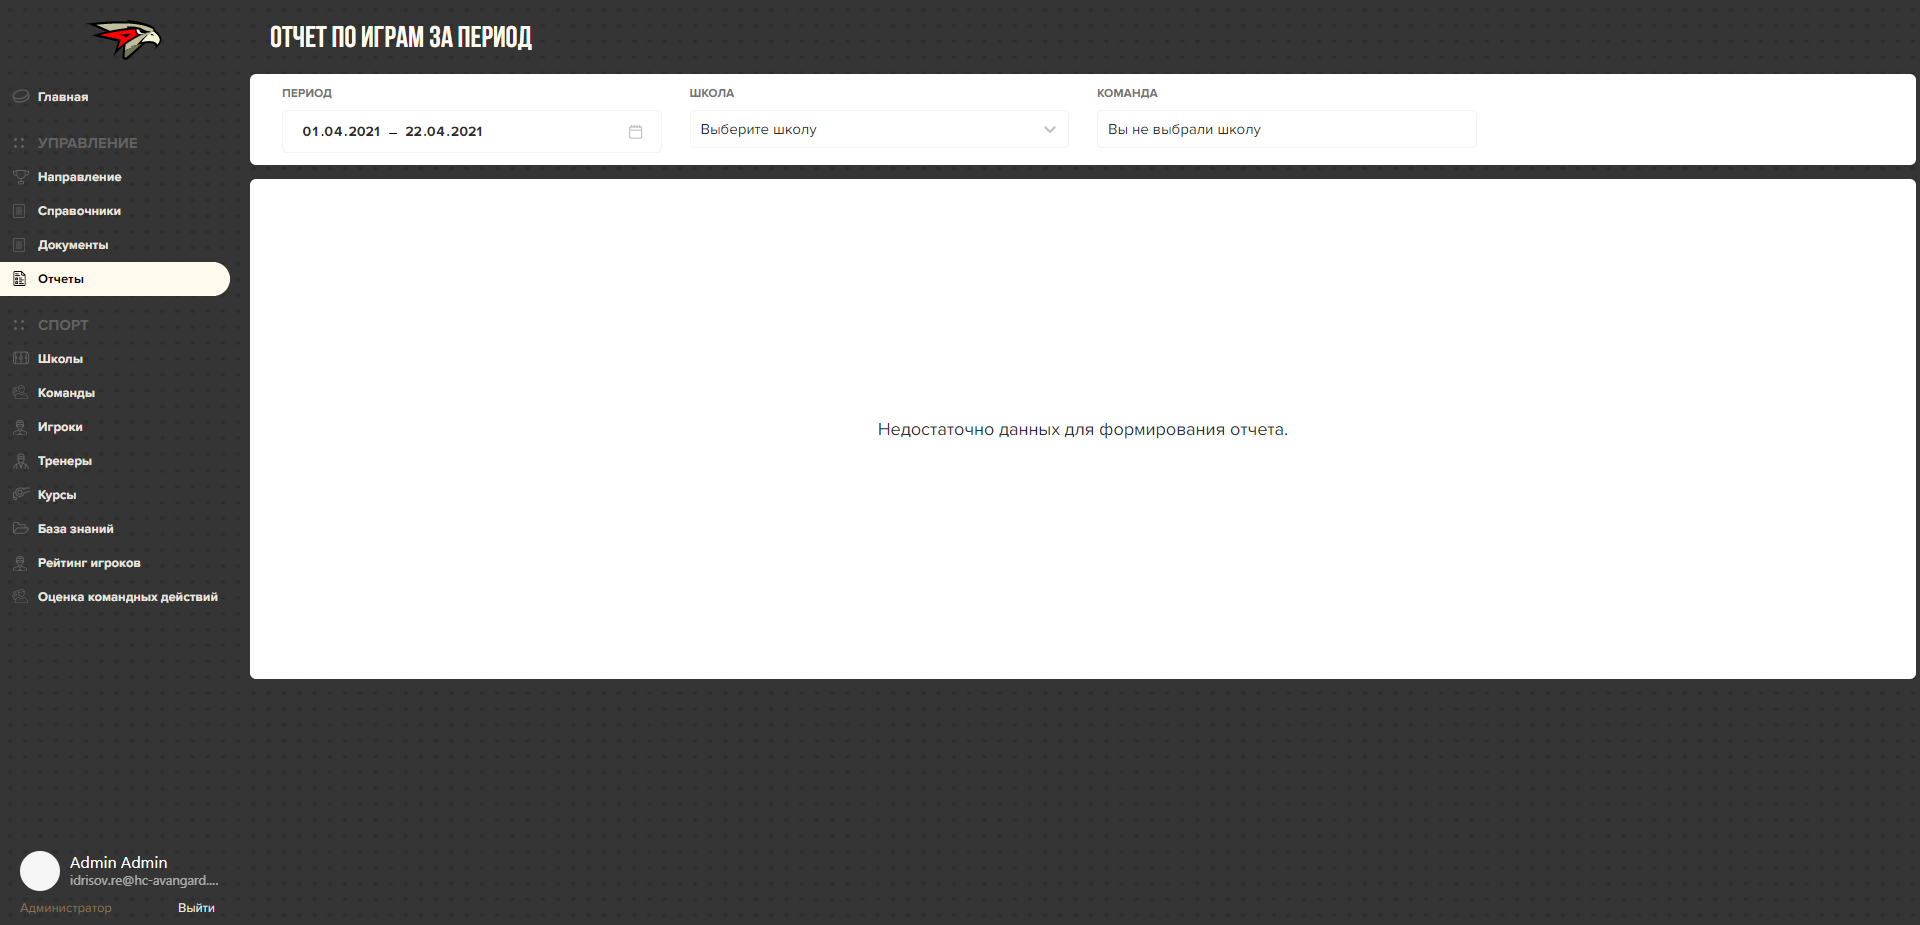 ОТЧЕТ ПО ИГРАМ ЗА ПЕРИОД
Главная
УПРАВЛЕНИЕ
Направление
Справочники
Документы
Отчеты
СПОРТ
Школы
Команды
Игроки
Тренеры
Курсы
База знаний
Рейтинг игроков
Оценка командных действий
Admin Admin
idrisov.re@hc-avangard....
Администратор
Выйти
ПЕРИОД
01.04.2021 – 22.04.2021
ШКОЛА
Выберите школу
КОМАНДА
Вы не выбрали школу
Недостаточно данных для формирования отчета.